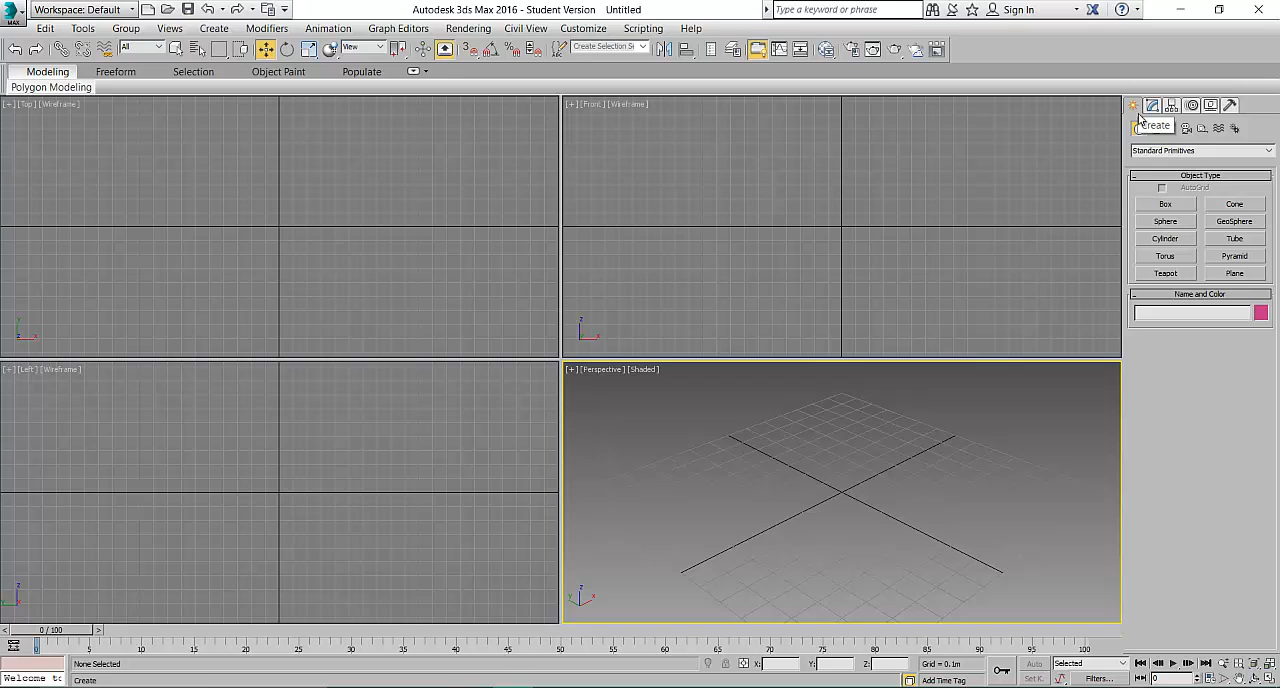 MAX
Workspace: Default
Autodesk 3ds Max 2016 - Student Version Untitled
Type a keyword or phrase
Sign In
Edit Tools Group Views Create Modifiers Animation Graph Editors Rendering Civil View Customize Scripting Help
All
View
Create Selection S
Modeling Freeform Selection Object Paint Populate
Polygon Modeling
[+] [Top] [Wireframe]
[+] [Front] [Wireframe]
Create
Standard Primitives
Object Type
AutoGrid
Box Cone
Sphere GeoSphere
Cylinder Tube
Torus Pyramid
Teapot Plane
Name and Color
y
z x
z
x
[+] [Left] [Wireframe]
[+] [Perspective] [Shaded]
z
y
z
y x
< 0 / 100 >
0 5 10 15 20 25 30 35 40 45 50 55 60 65 70 75 80 85 90 95 100
None Selected
X: Y: Z: Grid = 0.1m
Auto Selected
Welcome to
Create
Add Time Tag
Set K. Filters... 0